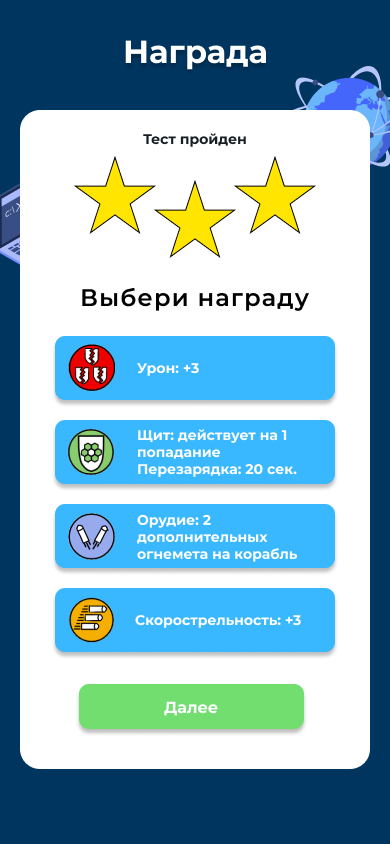 Награда
Тест пройден
Выбери награду
Урон: +3
Щит: действует на 1
попадание
Перезарядка: 20 сек.
Орудие: 2
дополнительных
огнемета на корабль
Скорострельность: +3
Далее